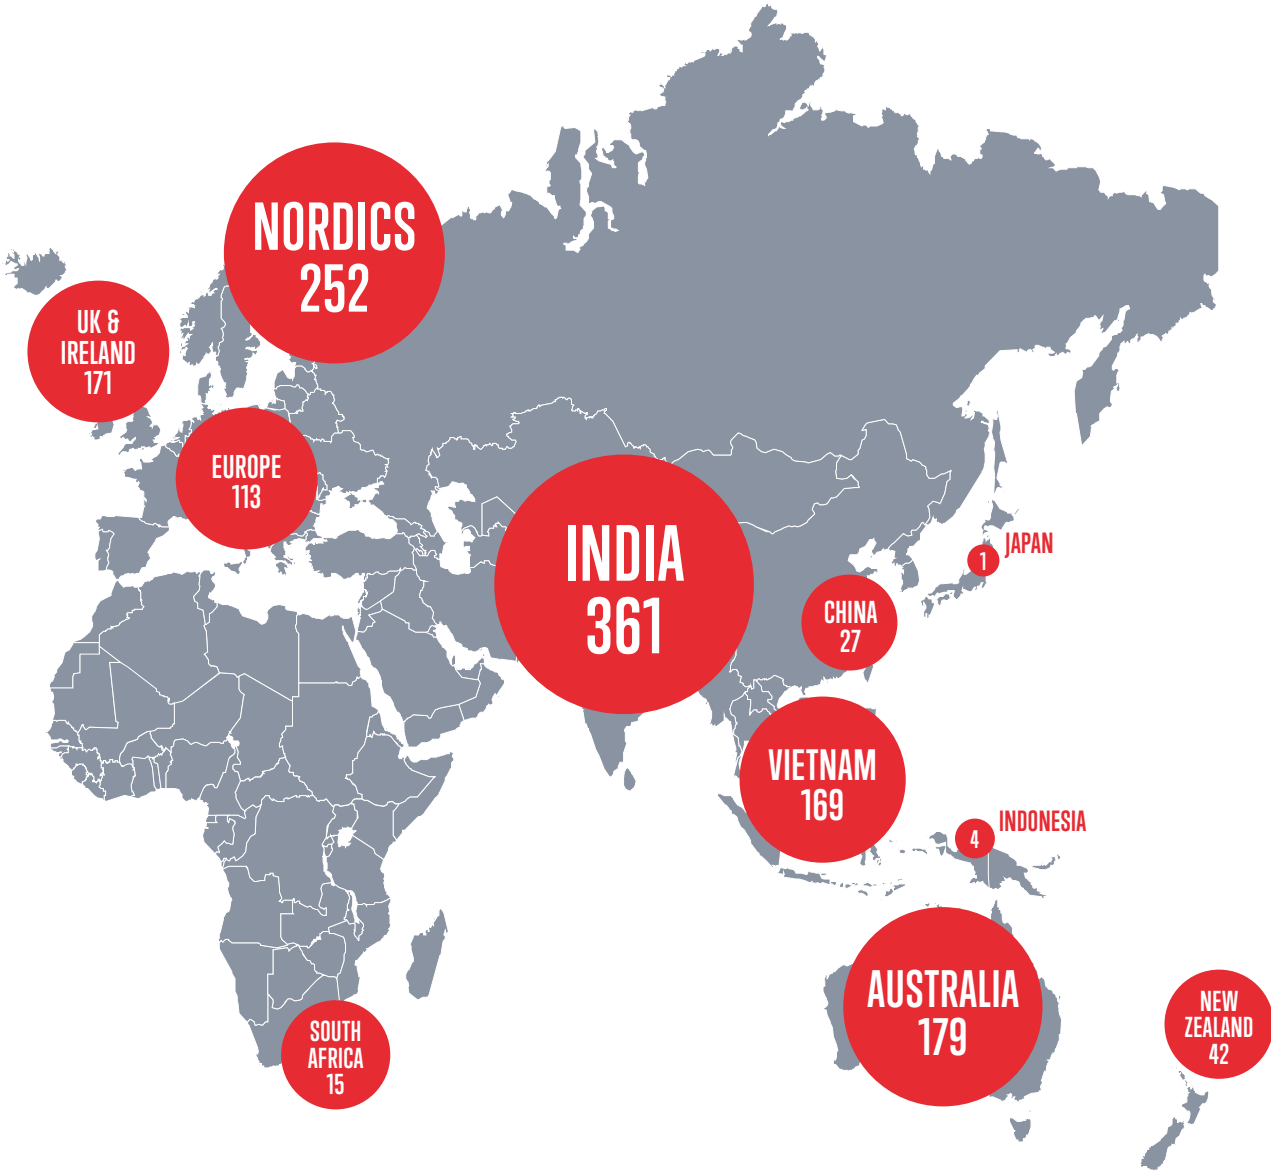 NORDICS
252
UK &
IRELAND
171
EUROPE
113
INDIA
361
JAPAN
1
CHINA
27
VIETNAM
169
INDONESIA
4
AUSTRALIA
179
NEW
ZEALAND
42
SOUTH
AFRICA
15